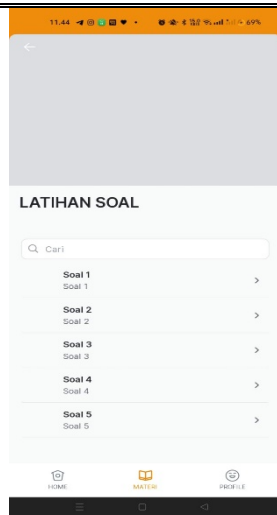 11.44
69%
LATIHAN SOAL
Cari
Soal 1
Soal 1
Soal 2
Soal 2
Soal 3
Soal 3
Soal 4
Soal 4
Soal 5
Soal 5
HOME
MATERI
PROFILE